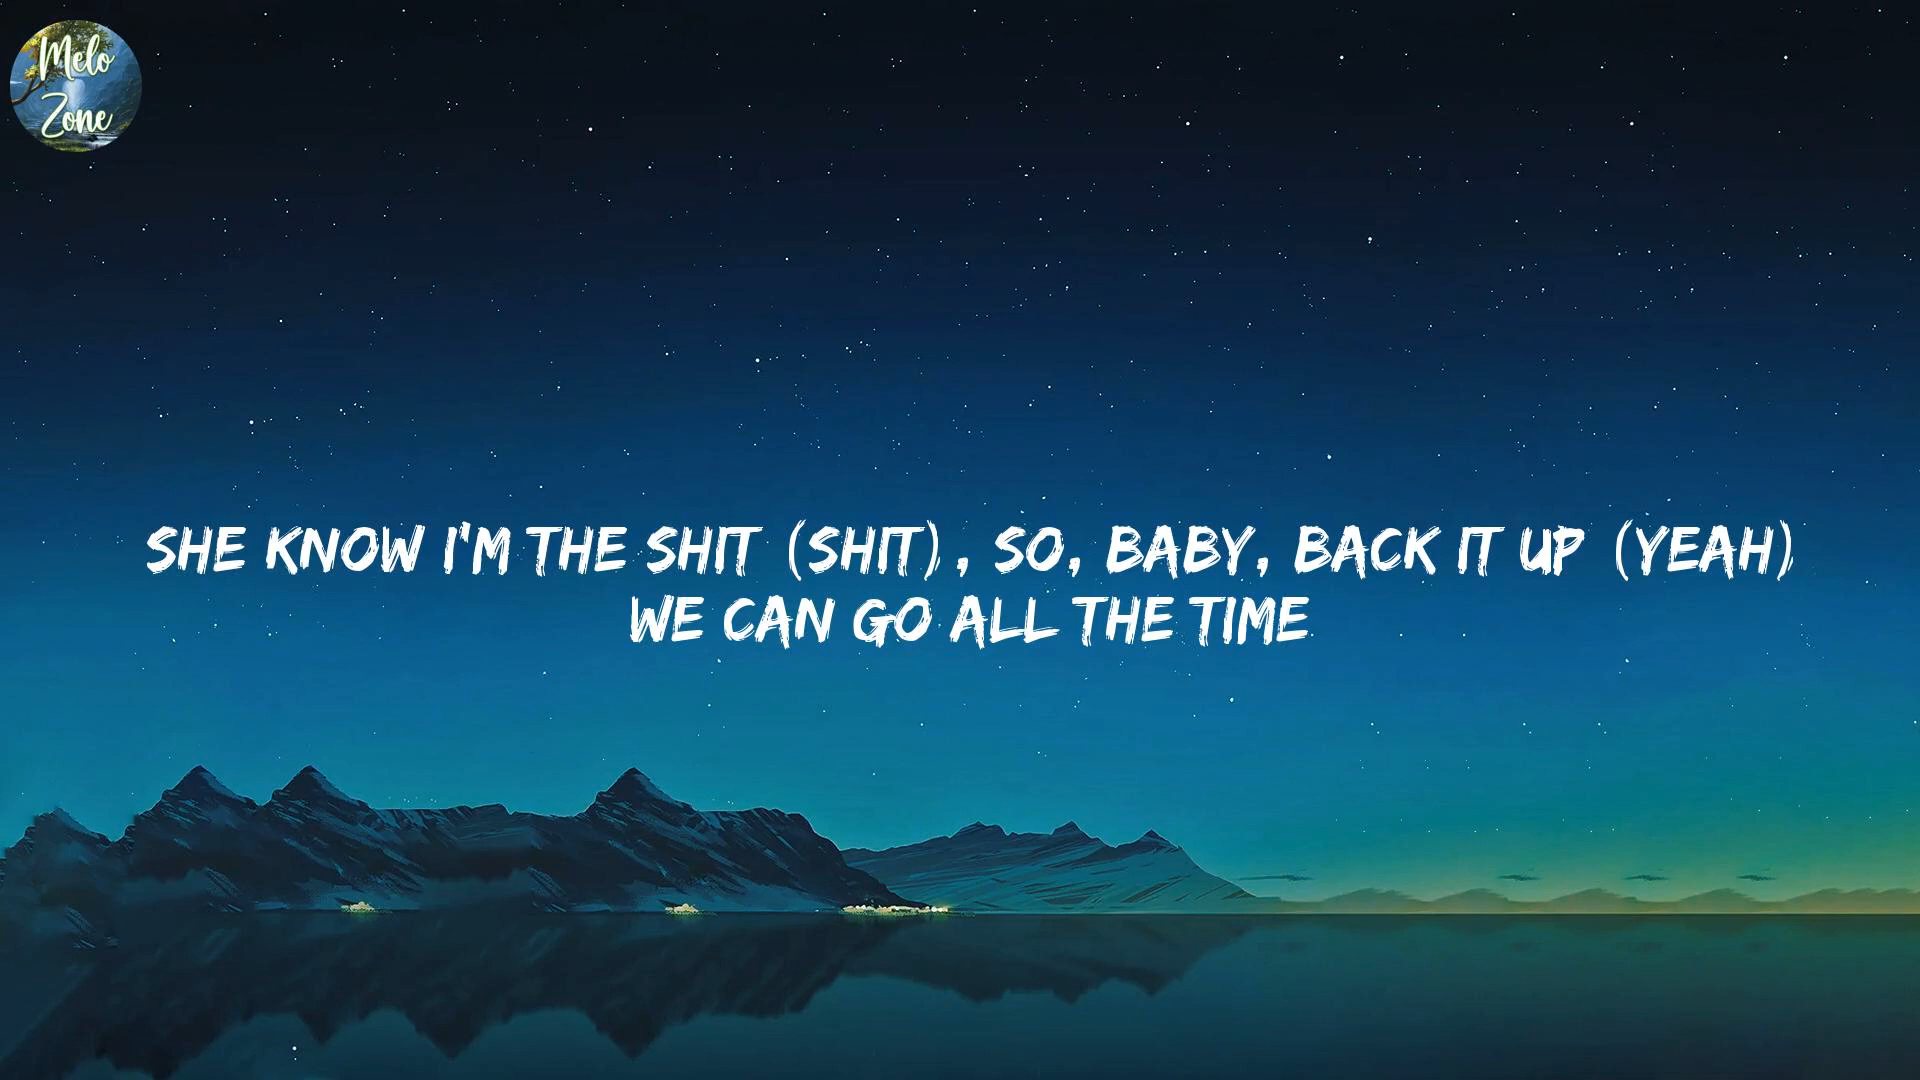 Melo
Zone
SHE KNOW I'M THE SHIT (SHIT), SO, BABY, BACK IT UP (YEAH)
WE CAN GO ALL THE TIME